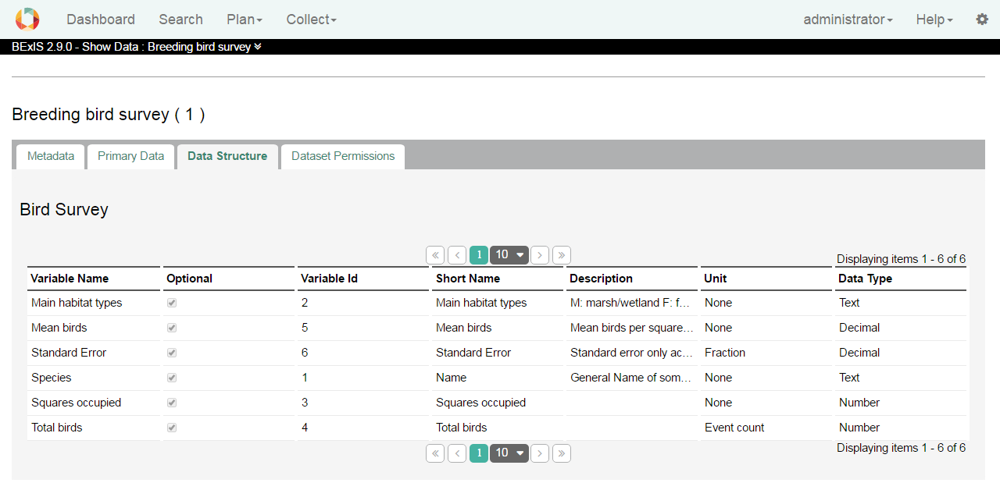 Dashboard Search Plan Collect administrator Help
BExIS 2.9.0 - Show Data : Breeding bird survey
Breeding bird survey ( 1 )
Metadata Primary Data Data Structure Dataset Permissions
Bird Survey
« ‹ 1 10 › »
Displaying items 1 - 6 of 6
Variable Name Optional Variable Id Short Name Description Unit Data Type
Main habitat types 2 Main habitat types M: marsh/wetland F: f... None Text
Mean birds 5 Mean birds Mean birds per square... None Decimal
Standard Error 6 Standard Error Standard error only ac... Fraction Decimal
Species 1 Name General Name of som... None Text
Squares occupied 3 Squares occupied None Number
Total birds 4 Total birds Event count Number
« ‹ 1 10 › »
Displaying items 1 - 6 of 6